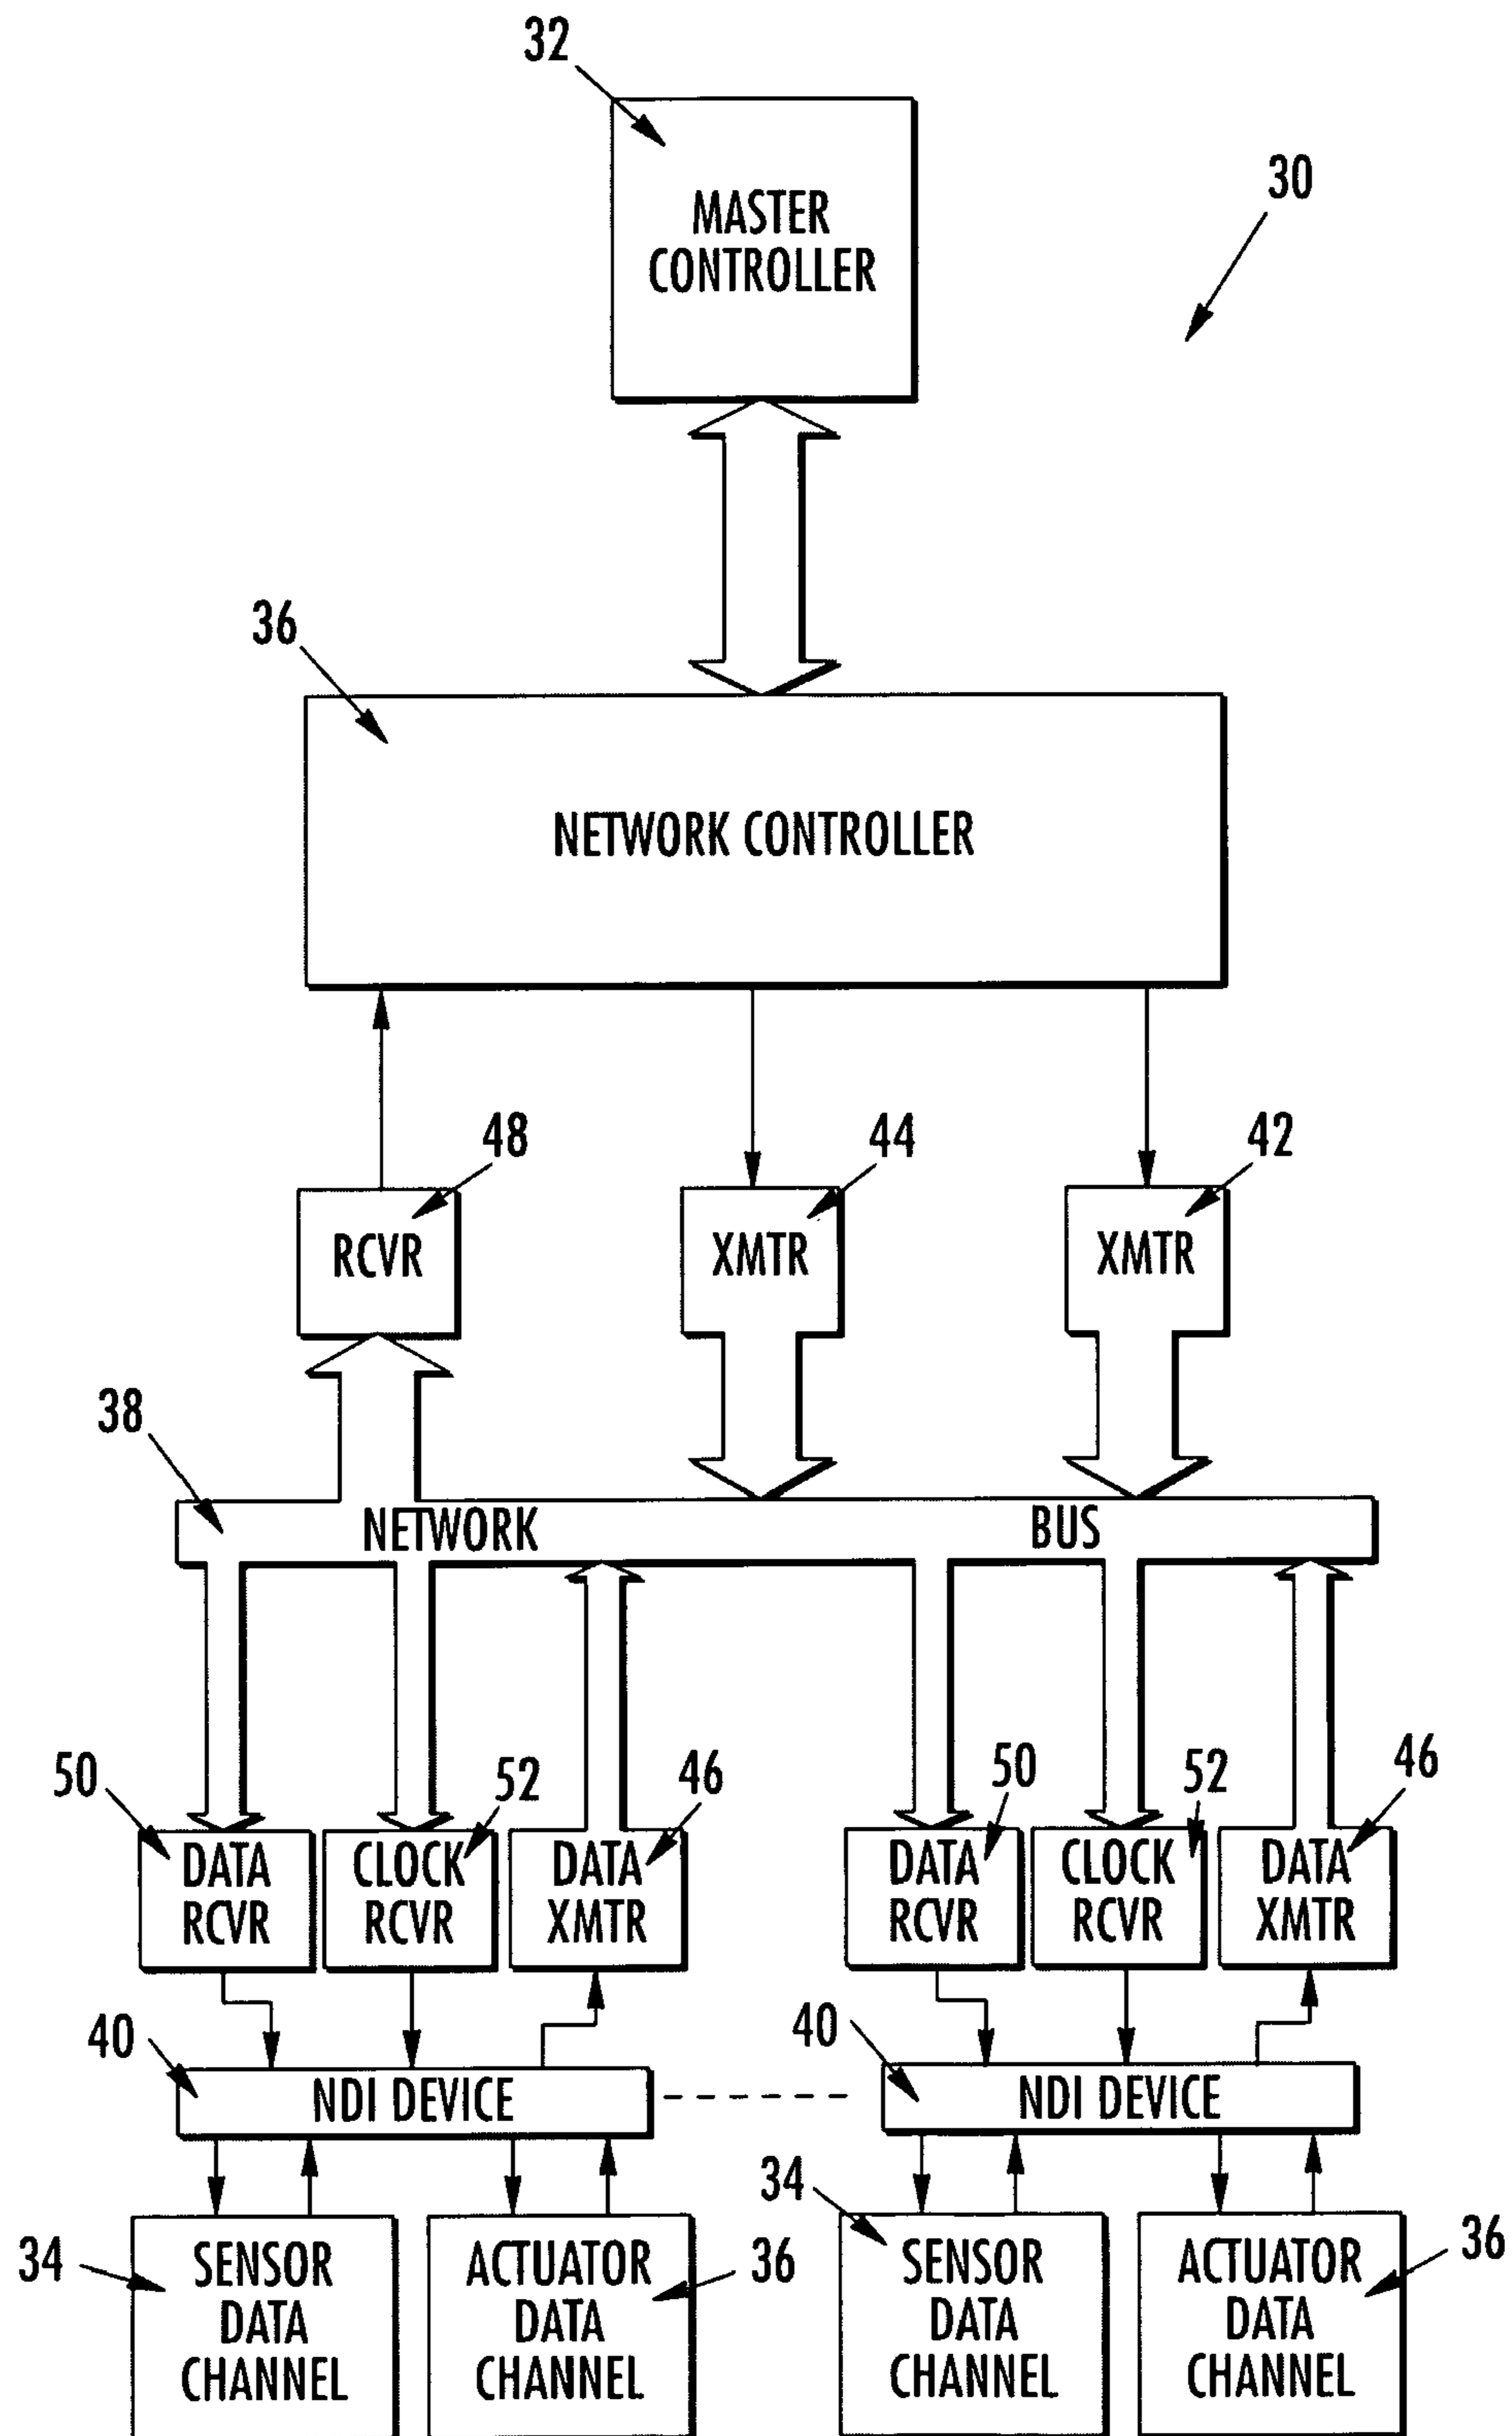 32
30
MASTER
CONTROLLER
36
NETWORK CONTROLLER
48
44
42
RCVR
XMTR
XMTR
38
NETWORK BUS
50
52
46
50
52
46
DATA
RCVR
CLOCK
RCVR
DATA
XMTR
DATA
RCVR
CLOCK
RCVR
DATA
XMTR
40
40
NDI DEVICE
NDI DEVICE
34
34
36
36
SENSOR
DATA
CHANNEL
ACTUATOR
DATA
CHANNEL
SENSOR
DATA
CHANNEL
ACTUATOR
DATA
CHANNEL